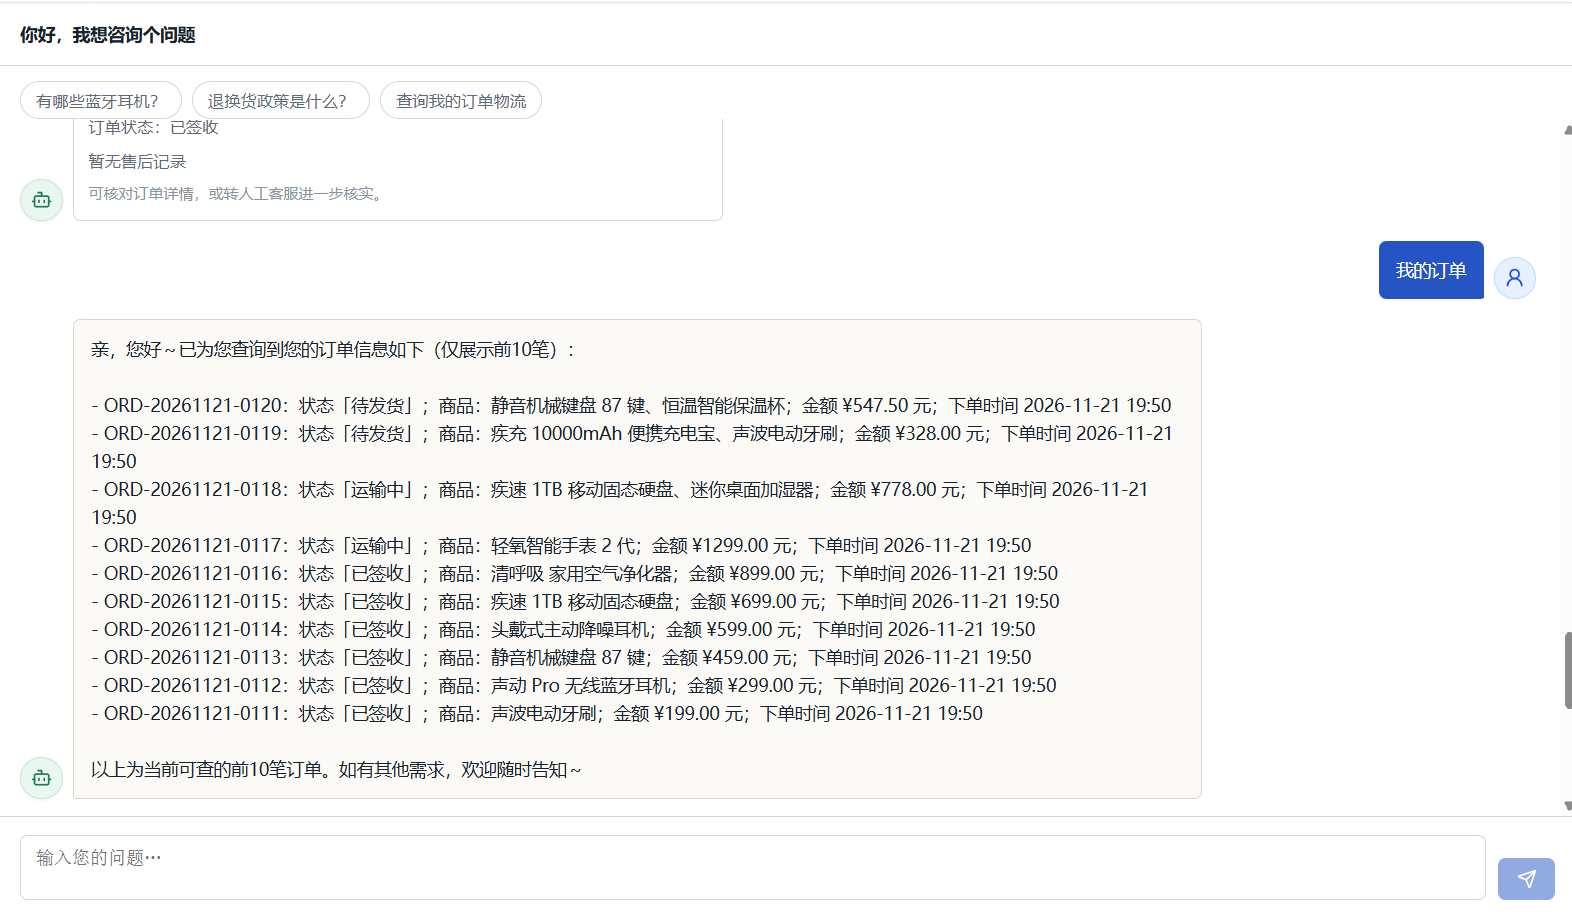 你好，我想咨询个问题
有哪些蓝牙耳机？
退换货政策是什么？
查询我的订单物流
订单状态：已签收
暂无售后记录
可核对订单详情，或转人工客服进一步核实。
我的订单
亲，您好～已为您查询到您的订单信息如下（仅展示前10笔）：
- ORD-20261121-0120：状态「待发货」；商品：静音机械键盘 87 键、恒温智能保温杯；金额 ¥547.50 元；下单时间 2026-11-21 19:50
- ORD-20261121-0119：状态「待发货」；商品：疾充 10000mAh 便携充电宝、声波电动牙刷；金额 ¥328.00 元；下单时间 2026-11-21
19:50
- ORD-20261121-0118：状态「运输中」；商品：疾速 1TB 移动固态硬盘、迷你桌面加湿器；金额 ¥778.00 元；下单时间 2026-11-21
19:50
- ORD-20261121-0117：状态「运输中」；商品：轻氧智能手表 2 代；金额 ¥1299.00 元；下单时间 2026-11-21 19:50
- ORD-20261121-0116：状态「已签收」；商品：清呼吸 家用空气净化器；金额 ¥899.00 元；下单时间 2026-11-21 19:50
- ORD-20261121-0115：状态「已签收」；商品：疾速 1TB 移动固态硬盘；金额 ¥699.00 元；下单时间 2026-11-21 19:50
- ORD-20261121-0114：状态「已签收」；商品：头戴式主动降噪耳机；金额 ¥599.00 元；下单时间 2026-11-21 19:50
- ORD-20261121-0113：状态「已签收」；商品：静音机械键盘 87 键；金额 ¥459.00 元；下单时间 2026-11-21 19:50
- ORD-20261121-0112：状态「已签收」；商品：声动 Pro 无线蓝牙耳机；金额 ¥299.00 元；下单时间 2026-11-21 19:50
- ORD-20261121-0111：状态「已签收」；商品：声波电动牙刷；金额 ¥199.00 元；下单时间 2026-11-21 19:50
以上为当前可查的前10笔订单。如有其他需求，欢迎随时告知～
输入您的问题…